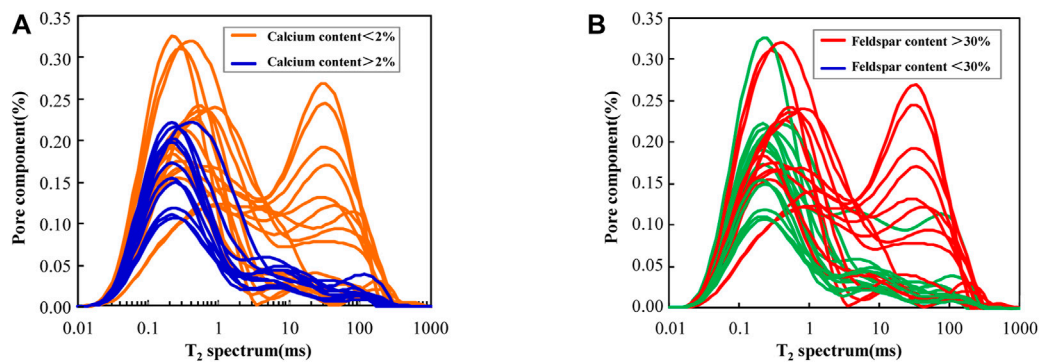 A
Pore component(%)
0.35
0.30
0.25
0.20
0.15
0.10
0.05
0.00
Calcium content＜2%
Calcium content＞2%
0.01 0.1 1 10 100 1000
T₂ spectrum(ms)
B
Pore component(%)
0.35
0.30
0.25
0.20
0.15
0.10
0.05
0.00
Feldspar content ＞30%
Feldspar content ＜30%
0.01 0.1 1 10 100 1000
T₂ spectrum(ms)